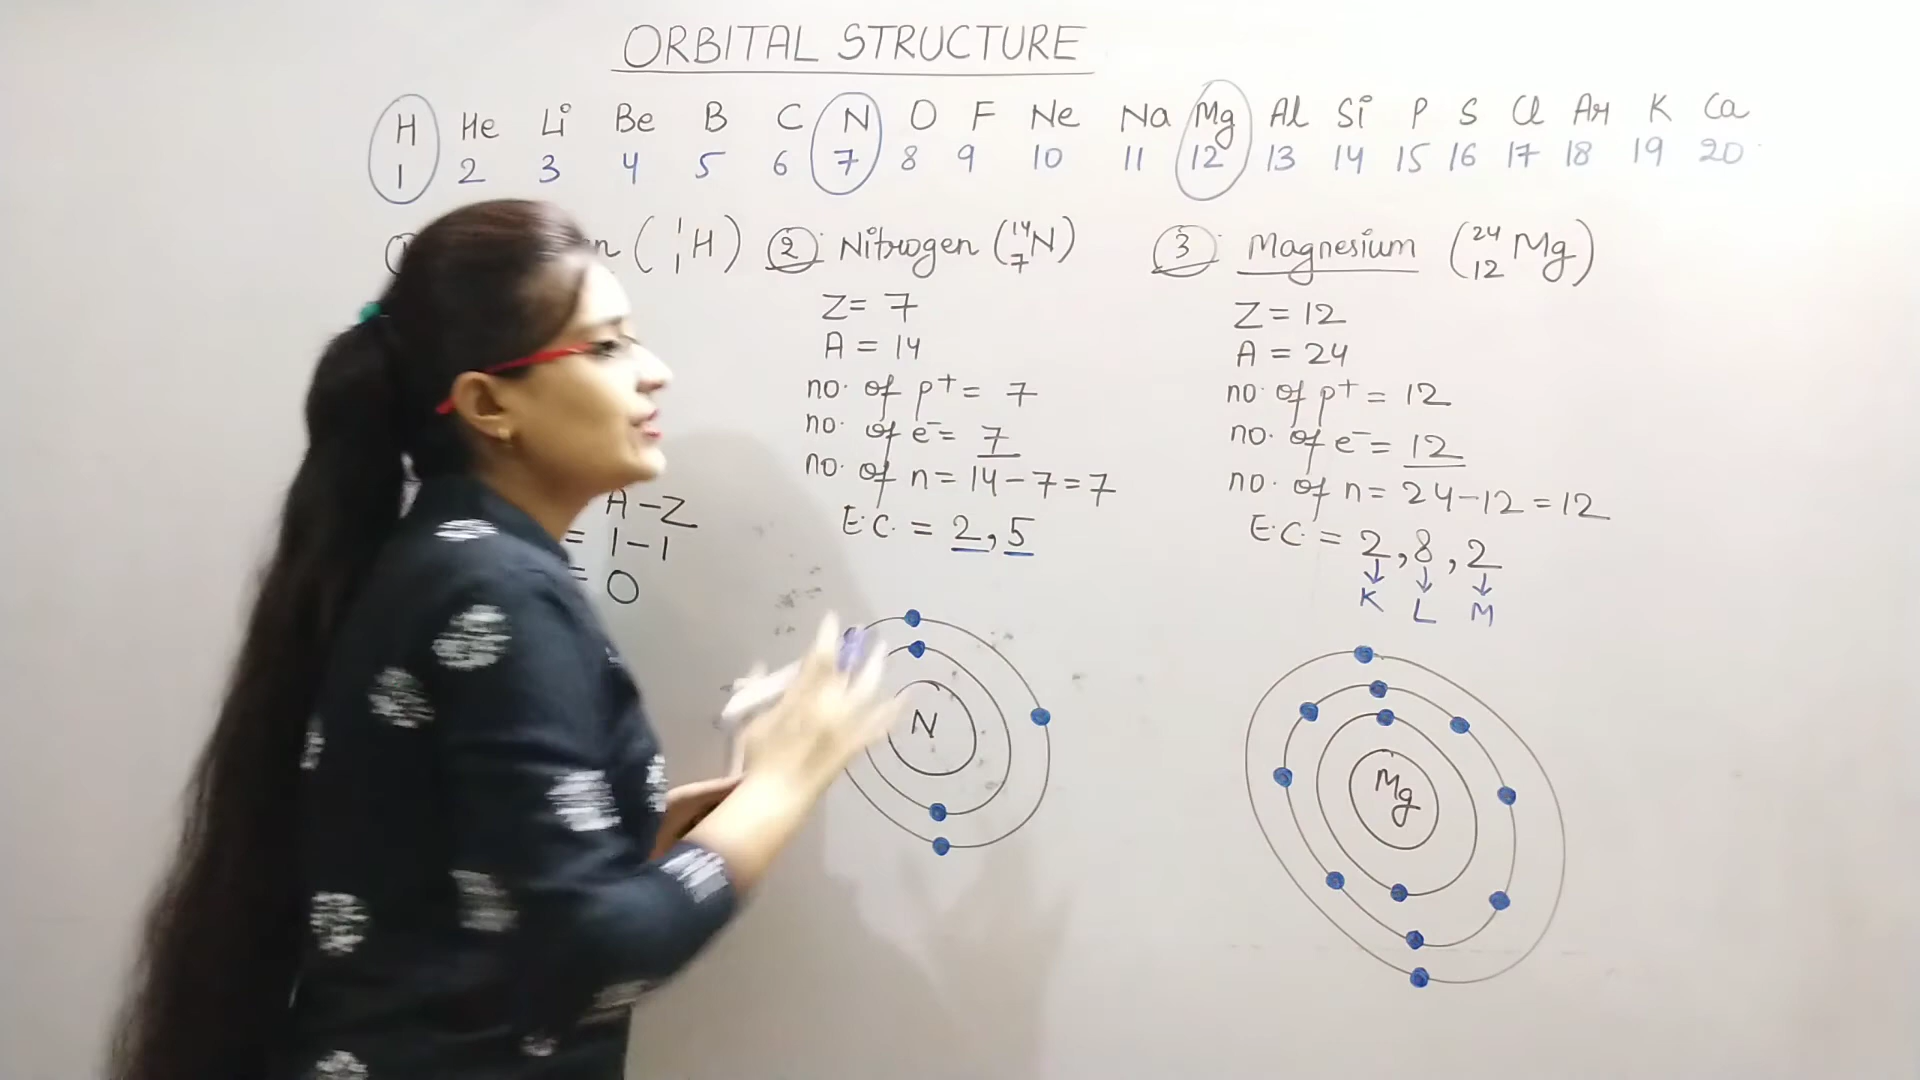 ORBITAL STRUCTURE
H He Li Be B C N O F Ne Na Mg Al Si P S Cl Ar K Ca
1 2 3 4 5 6 7 8 9 10 11 12 13 14 15 16 17 18 19 20
(¹₁H)
A-Z
= 1-1
= 0
② Nitrogen (¹⁴₇N)
Z= 7
A = 14
no. of p⁺= 7
no. of e⁻= 7
no. of n= 14-7=7
E.C. = 2,5
N
③ Magnesium (²⁴₁₂Mg)
Z=12
A = 24
no. of p⁺ = 12
no. of e⁻= 12
no. of n= 24-12=12
E.C = 2,8,2
↓ ↓ ↓
K L M
Mg